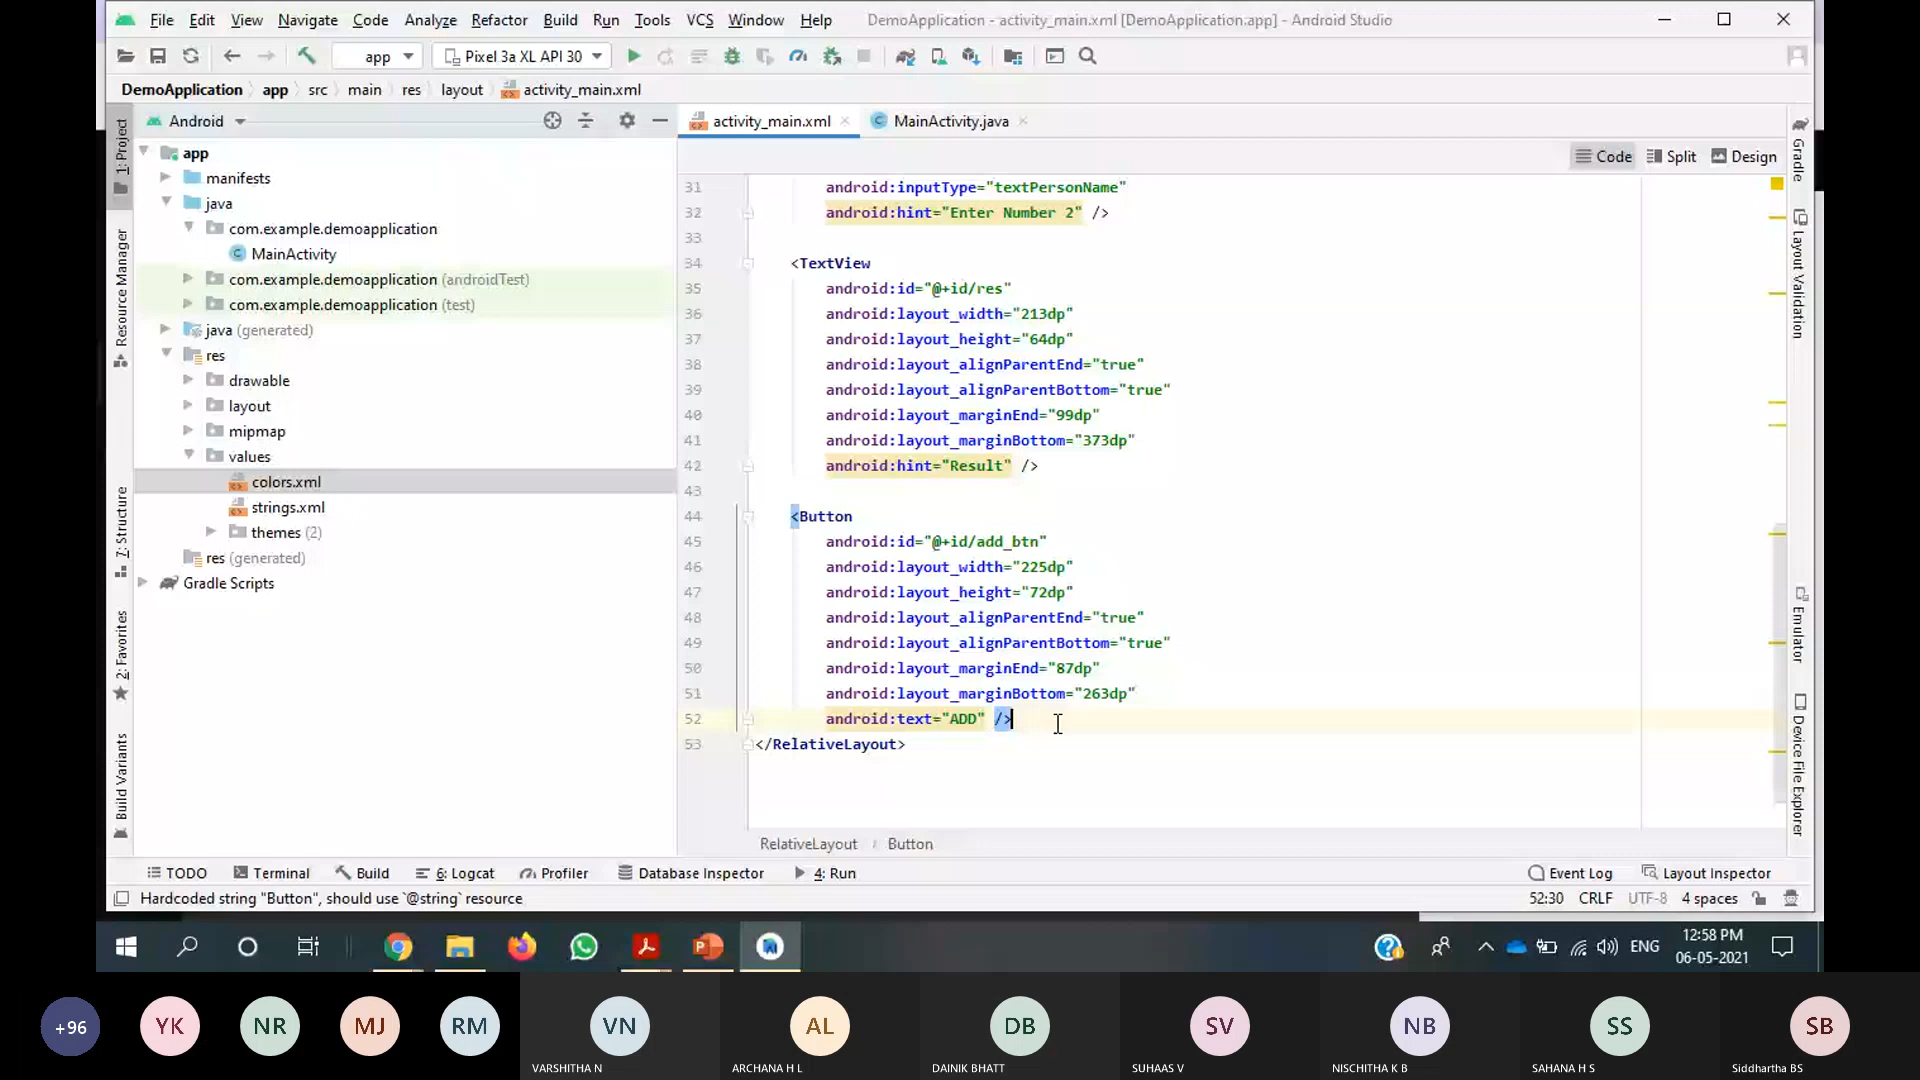 File Edit View Navigate Code Analyze Refactor Build Run Tools VCS Window Help DemoApplication - activity_main.xml [DemoApplication.app] - Android Studio
app Pixel 3a XL API 30
DemoApplication app src main res layout activity_main.xml
Android
activity_main.xml MainActivity.java
Code Split Design
1: Project
Resource Manager
7: Structure
2: Favorites
Build Variants
app
manifests
java
com.example.demoapplication
MainActivity
com.example.demoapplication (androidTest)
com.example.demoapplication (test)
java (generated)
res
drawable
layout
mipmap
values
colors.xml
strings.xml
themes (2)
res (generated)
Gradle Scripts
31 android:inputType="textPersonName"
32 android:hint="Enter Number 2" />
33
34 <TextView
35 android:id="@+id/res"
36 android:layout_width="213dp"
37 android:layout_height="64dp"
38 android:layout_alignParentEnd="true"
39 android:layout_alignParentBottom="true"
40 android:layout_marginEnd="99dp"
41 android:layout_marginBottom="373dp"
42 android:hint="Result" />
43
44 <Button
45 android:id="@+id/add_btn"
46 android:layout_width="225dp"
47 android:layout_height="72dp"
48 android:layout_alignParentEnd="true"
49 android:layout_alignParentBottom="true"
50 android:layout_marginEnd="87dp"
51 android:layout_marginBottom="263dp"
52 android:text="ADD" />
53 </RelativeLayout>
RelativeLayout Button
Gradle
Layout Validation
Emulator
Device File Explorer
TODO Terminal Build 6: Logcat Profiler Database Inspector 4: Run Event Log Layout Inspector
Hardcoded string "Button", should use `@string` resource 52:30 CRLF UTF-8 4 spaces
ENG 12:58 PM
06-05-2021
+96 YK NR MJ RM VN AL DB SV NB SS SB
VARSHITHA N ARCHANA H L DAINIK BHATT SUHAAS V NISCHITHA K B SAHANA H S Siddhartha BS